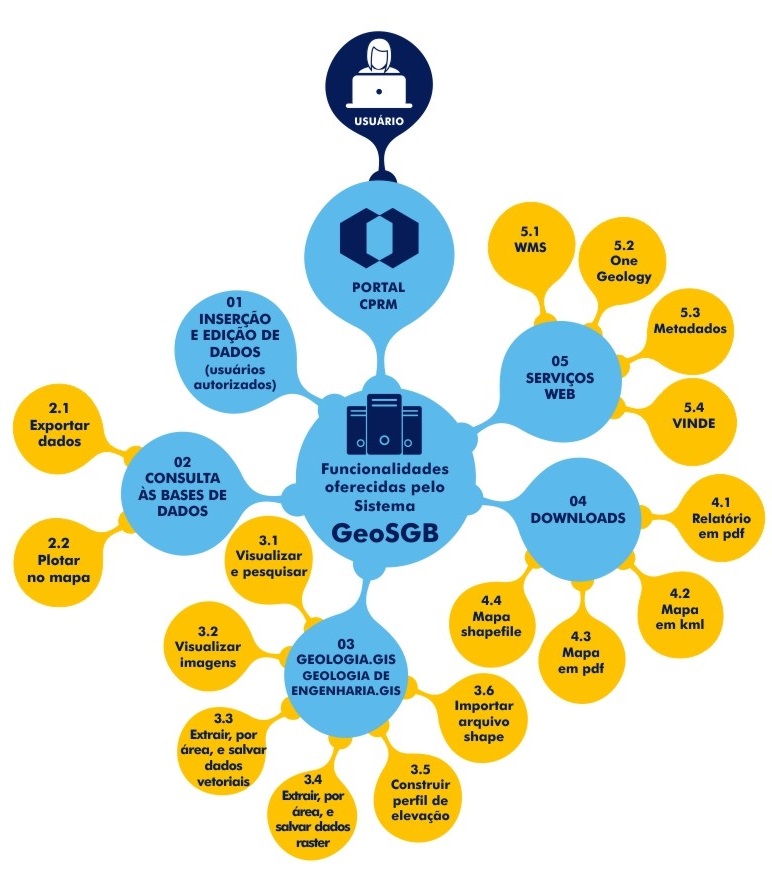 USUÁRIO
PORTAL
CPRM
01
INSERÇÃO
E EDIÇÃO DE
DADOS
(usuários
autorizados)
Funcionalidades
oferecidas pelo
Sistema
GeoSGB
02
CONSULTA
ÀS BASES DE
DADOS
2.1
Exportar
dados
2.2
Plotar
no mapa
03
GEOLOGIA.GIS
GEOLOGIA DE
ENGENHARIA.GIS
3.1
Visualizar
e pesquisar
3.2
Visualizar
imagens
3.3
Extrair, por
área, e salvar
dados
vetoriais
3.4
Extrair, por
área, e
salvar dados
raster
3.5
Construir
perfil de
elevação
3.6
Importar
arquivo
shape
04
DOWNLOADS
4.1
Relatório
em pdf
4.2
Mapa
em kml
4.3
Mapa
em pdf
4.4
Mapa
shapefile
05
SERVIÇOS
WEB
5.1
WMS
5.2
One
Geology
5.3
Metadados
5.4
VINDE